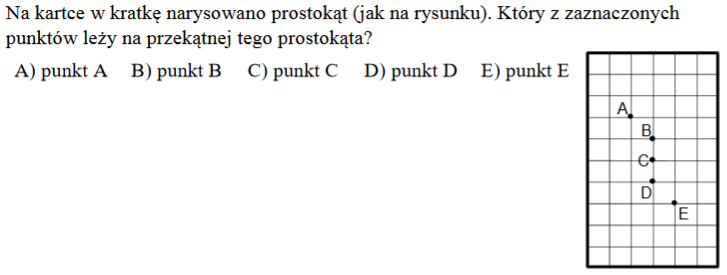 Na kartce w kratkę narysowano prostokąt (jak na rysunku). Który z zaznaczonych
punktów leży na przekątnej tego prostokąta?
A) punkt A B) punkt B C) punkt C D) punkt D E) punkt E
A
B
C
D
E